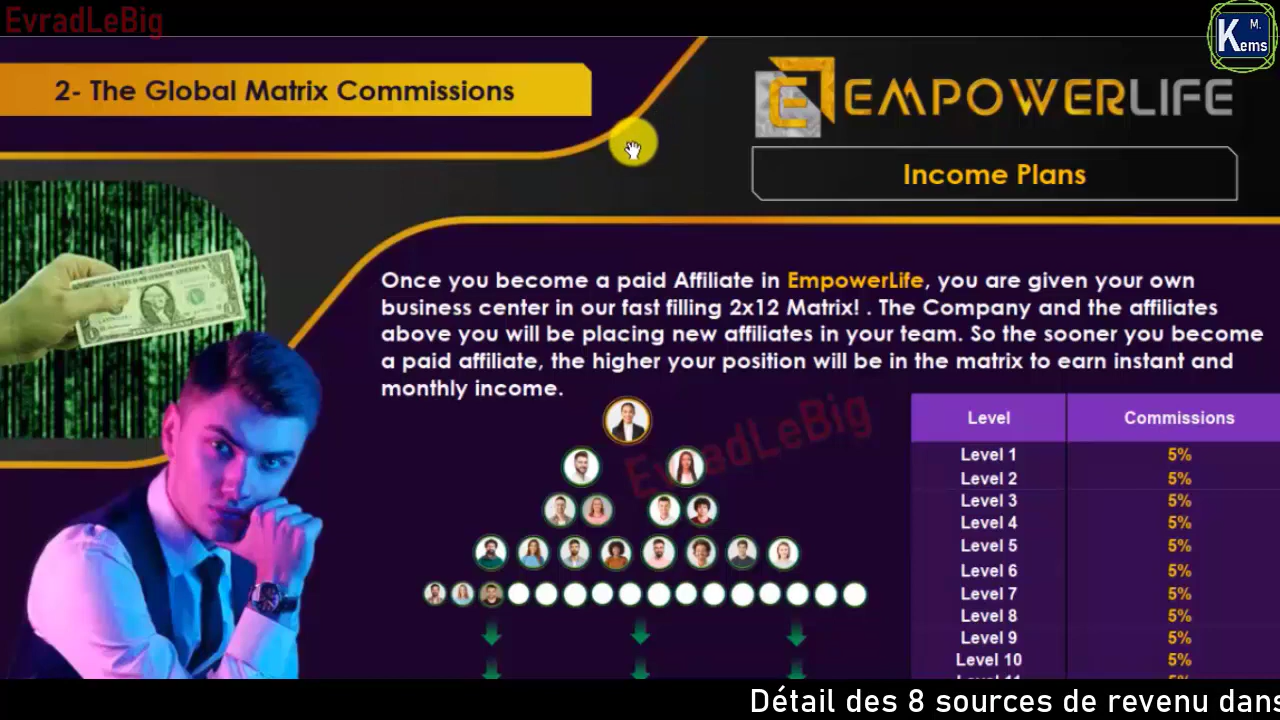 EvradLeBig
M.
Kems
2- The Global Matrix Commissions
EMPOWERLIFE
Income Plans
Once you become a paid Affiliate in EmpowerLife, you are given your own
business center in our fast filling 2x12 Matrix! . The Company and the affiliates
above you will be placing new affiliates in your team. So the sooner you become
a paid affiliate, the higher your position will be in the matrix to earn instant and
monthly income.
EvradLeBig
Level Commissions
Level 1 5%
Level 2 5%
Level 3 5%
Level 4 5%
Level 5 5%
Level 6 5%
Level 7 5%
Level 8 5%
Level 9 5%
Level 10 5%
Détail des 8 sources de revenu dans